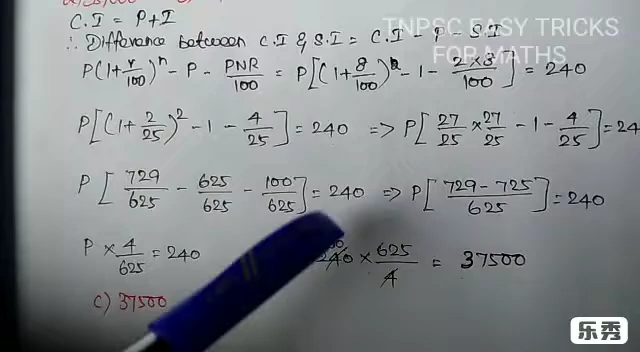 C.I = P+I
TNPSC EASY TRICKS
FOR MATHS
∴ Difference between C.I & S.I = C.I - P - S.I
P(1+r/100)^n - P - PNR/100 = P[(1+8/100)^2 - 1 - 2×8/100] = 240
P[(1+2/25)^2 - 1 - 4/25] = 240 => P[27/25 × 27/25 - 1 - 4/25] = 24
P[729/625 - 625/625 - 100/625] = 240 => P[729-725/625] = 240
P × 4/625 = 240
240 × 625/4 = 37500
C) 37500
乐秀